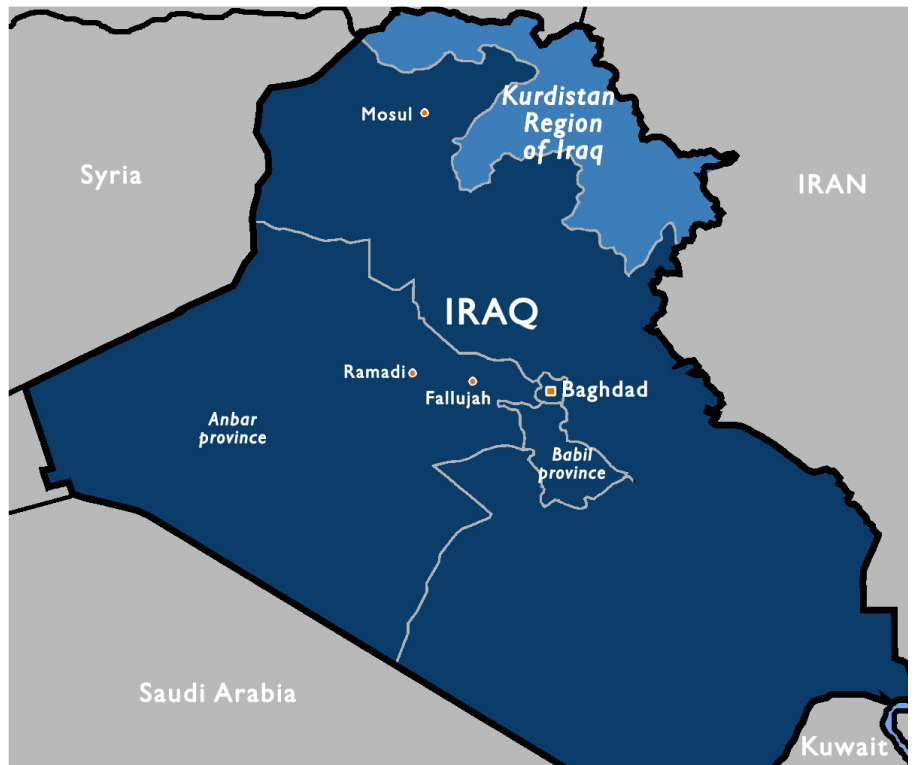 Kurdistan
Region
of Iraq
Mosul
Syria
IRAN
IRAQ
Ramadi
Fallujah
Baghdad
Anbar
province
Babil
province
Saudi Arabia
Kuwait